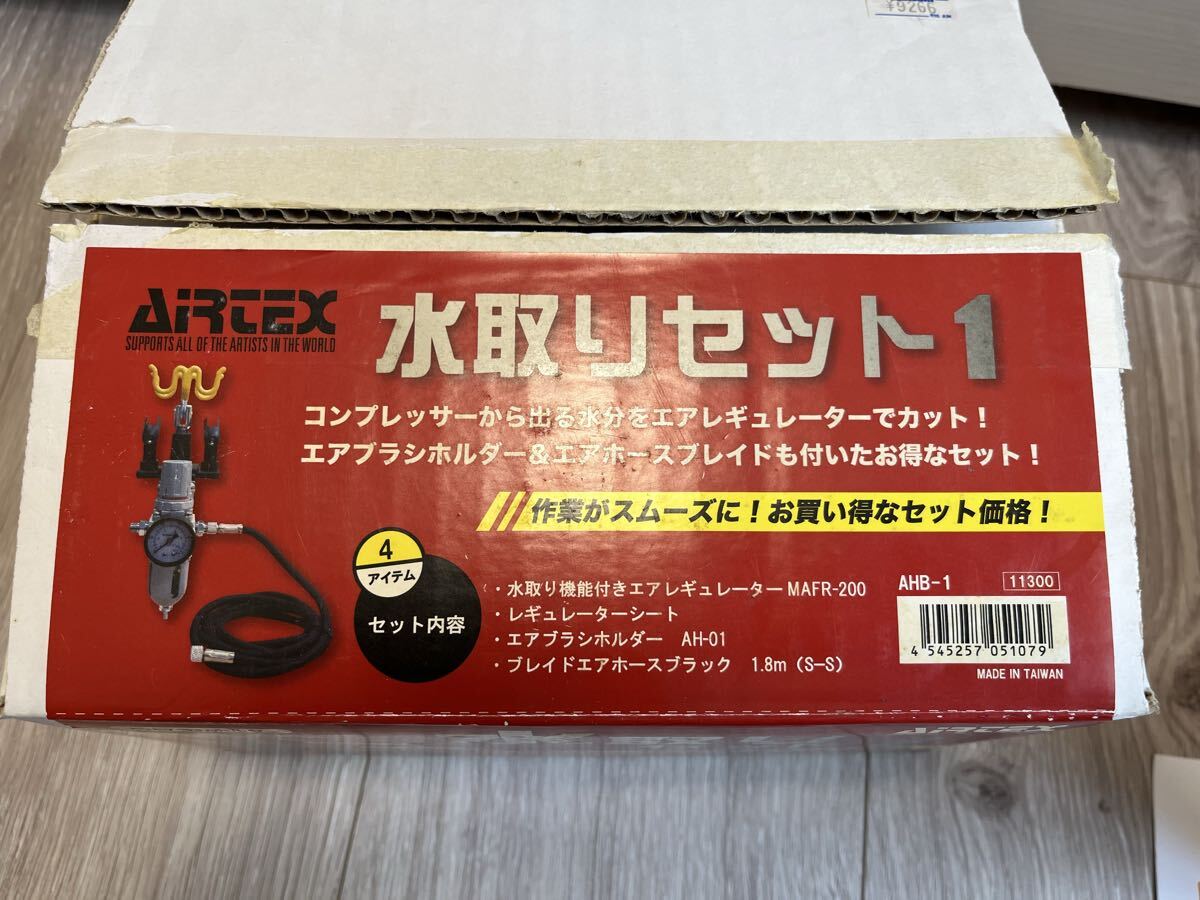 ¥9266
AIRTEX
SUPPORTS ALL OF THE ARTISTS IN THE WORLD
水取りセット1
コンプレッサーから出る水分をエアレギュレーターでカット！
エアブラシホルダー＆エアホースブレイドも付いたお得なセット！
作業がスムーズに！お買い得なセット価格！
4
アイテム
セット内容
・水取り機能付きエアレギュレーター MAFR-200
・レギュレーターシート
・エアブラシホルダー AH-01
・ブレイドエアホースブラック 1.8m（S-S）
AHB-1 11300
4 545257 051079
MADE IN TAIWAN
AIRTEX